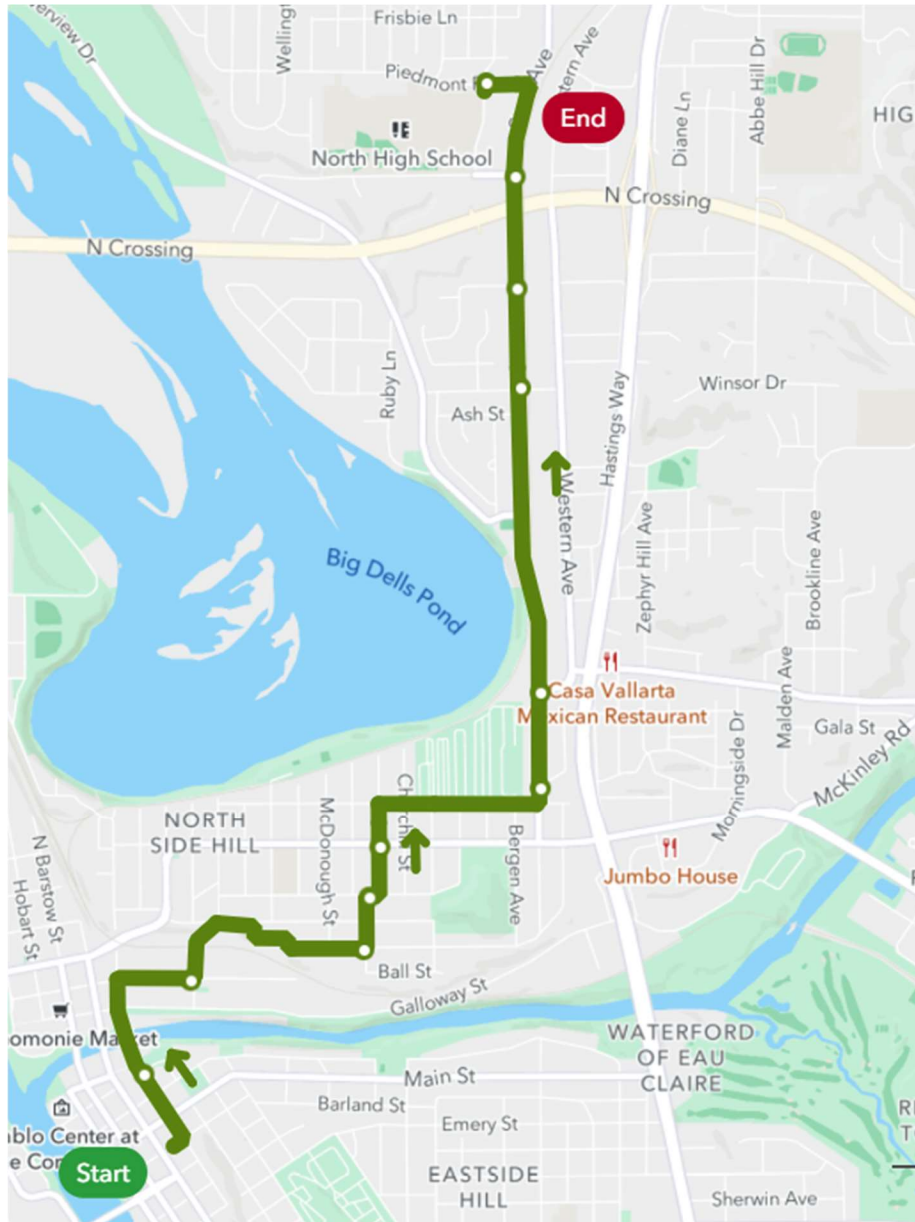 Frisbie Ln
Piedmont
Ave
End
Diane Ln
Abbe Hill Dr
HIG
North High School
N Crossing
N Crossing
Ruby Ln
Winsor Dr
Ash St
Hastings Way
Western Ave
Zephyr Hill Ave
Brookline Ave
Big Dells
Pond
Casa Vallarta
Mexican Restaurant
Malden Ave
Gala St
Morningside Dr
McKinley Rd
NORTH
SIDE HILL
McDonough St
Bergen Ave
Jumbo House
N Barstow St
Hobart St
Ball St
Galloway St
WATERFORD
OF EAU
CLAIRE
Main St
Barland St
Emery St
ablo Center at
Start
EASTSIDE
HILL
Sherwin Ave